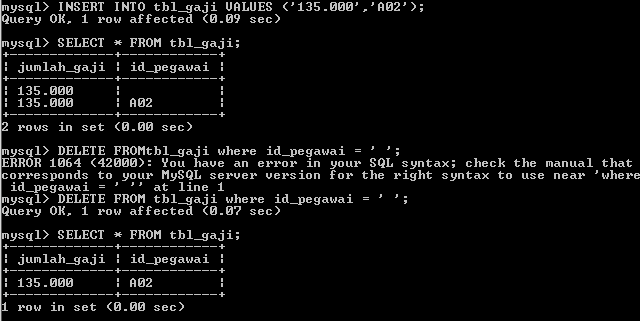 mysql> INSERT INTO tbl_gaji VALUES ('135.000','A02');
Query OK, 1 row affected (0.09 sec)
mysql> SELECT * FROM tbl_gaji;
+-------------+------------+
| jumlah_gaji | id_pegawai |
+-------------+------------+
| 135.000     |            |
| 135.000     | A02        |
+-------------+------------+
2 rows in set (0.00 sec)
mysql> DELETE FROMtbl_gaji where id_pegawai = ' ';
ERROR 1064 (42000): You have an error in your SQL syntax; check the manual that
corresponds to your MySQL server version for the right syntax to use near 'where
 id_pegawai = ' '' at line 1
mysql> DELETE FROM tbl_gaji where id_pegawai = ' ';
Query OK, 1 row affected (0.07 sec)
mysql> SELECT * FROM tbl_gaji;
+-------------+------------+
| jumlah_gaji | id_pegawai |
+-------------+------------+
| 135.000     | A02        |
+-------------+------------+
1 row in set (0.00 sec)